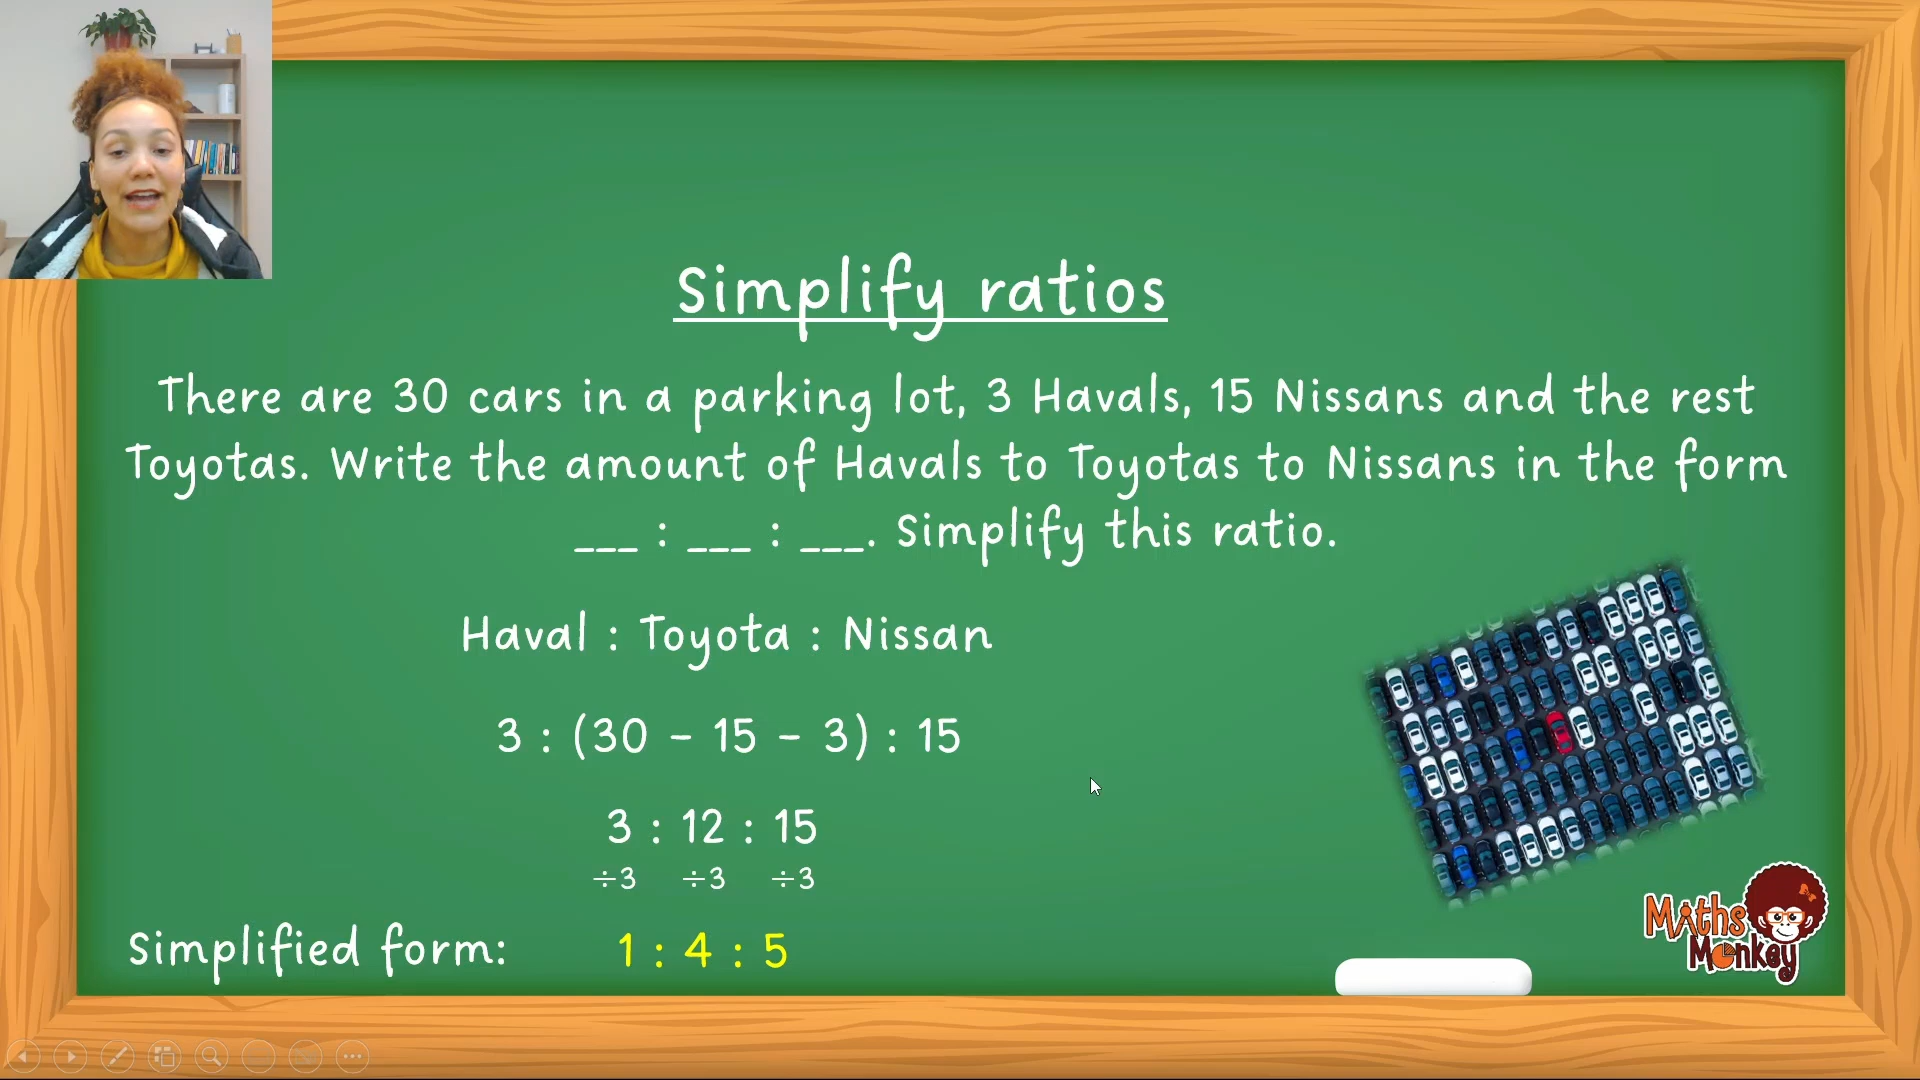 Simplify ratios
There are 30 cars in a parking lot, 3 Havals, 15 Nissans and the rest
Toyotas. Write the amount of Havals to Toyotas to Nissans in the form
___ : ___ : ___. Simplify this ratio.
Haval : Toyota : Nissan
3 : (30 - 15 - 3) : 15
3 : 12 : 15
÷3 ÷3 ÷3
Simplified form: 1 : 4 : 5
Maths
Monkey